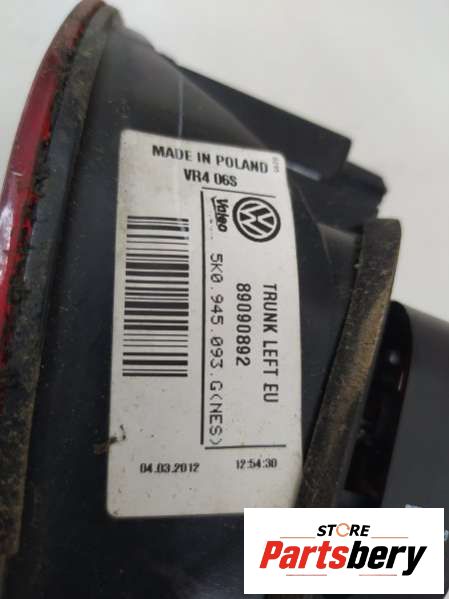 MADE IN POLAND
VR4 06S
Valeo
TRUNK LEFT EU
89090892
5K0.945.093.G(NES)
04.03.2012
12:54:30
STORE
Partsbery